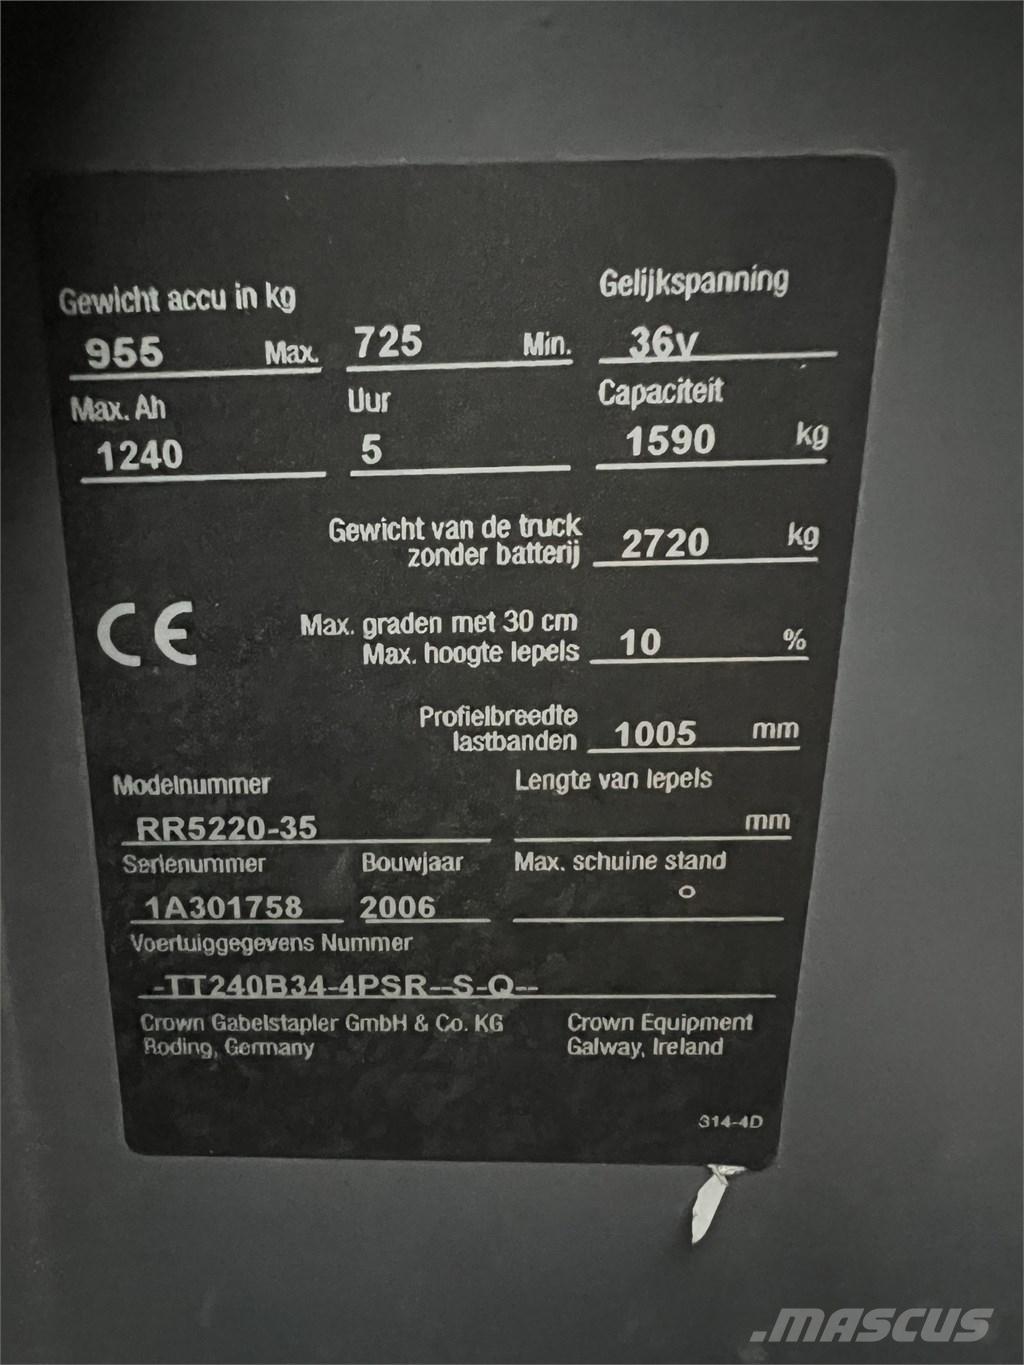 Gewicht accu in kg
Gelijkspanning
955 Max. 725 Min. 36v
Max. Ah Uur Capaciteit
1240 5 1590 kg
Gewicht van de truck
zonder batterij 2720 kg
CE
Max. graden met 30 cm
Max. hoogte lepels 10 %
Profielbreedte
lastbanden 1005 mm
Modelnummer Lengte van lepels
RR5220-35 mm
Serienummer Bouwjaar Max. schuine stand
1A301758 2006 °
Voertuiggegevens Nummer
-TT240B34-4PSR--S-Q--
Crown Gabelstapler GmbH & Co. KG Crown Equipment
Roding, Germany Galway, Ireland
314-4D
.MASCUS